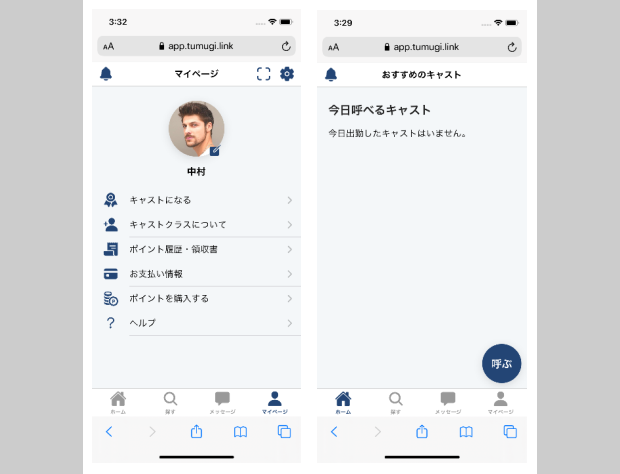 3:32
AA app.tumugi.link
マイページ
中村
キャストになる
キャストクラスについて
ポイント履歴・領収書
お支払い情報
ポイントを購入する
ヘルプ
ホーム 探す メッセージ マイページ
3:29
AA app.tumugi.link
おすすめのキャスト
今日呼べるキャスト
今日出勤したキャストはいません。
呼ぶ
ホーム 探す メッセージ マイページ